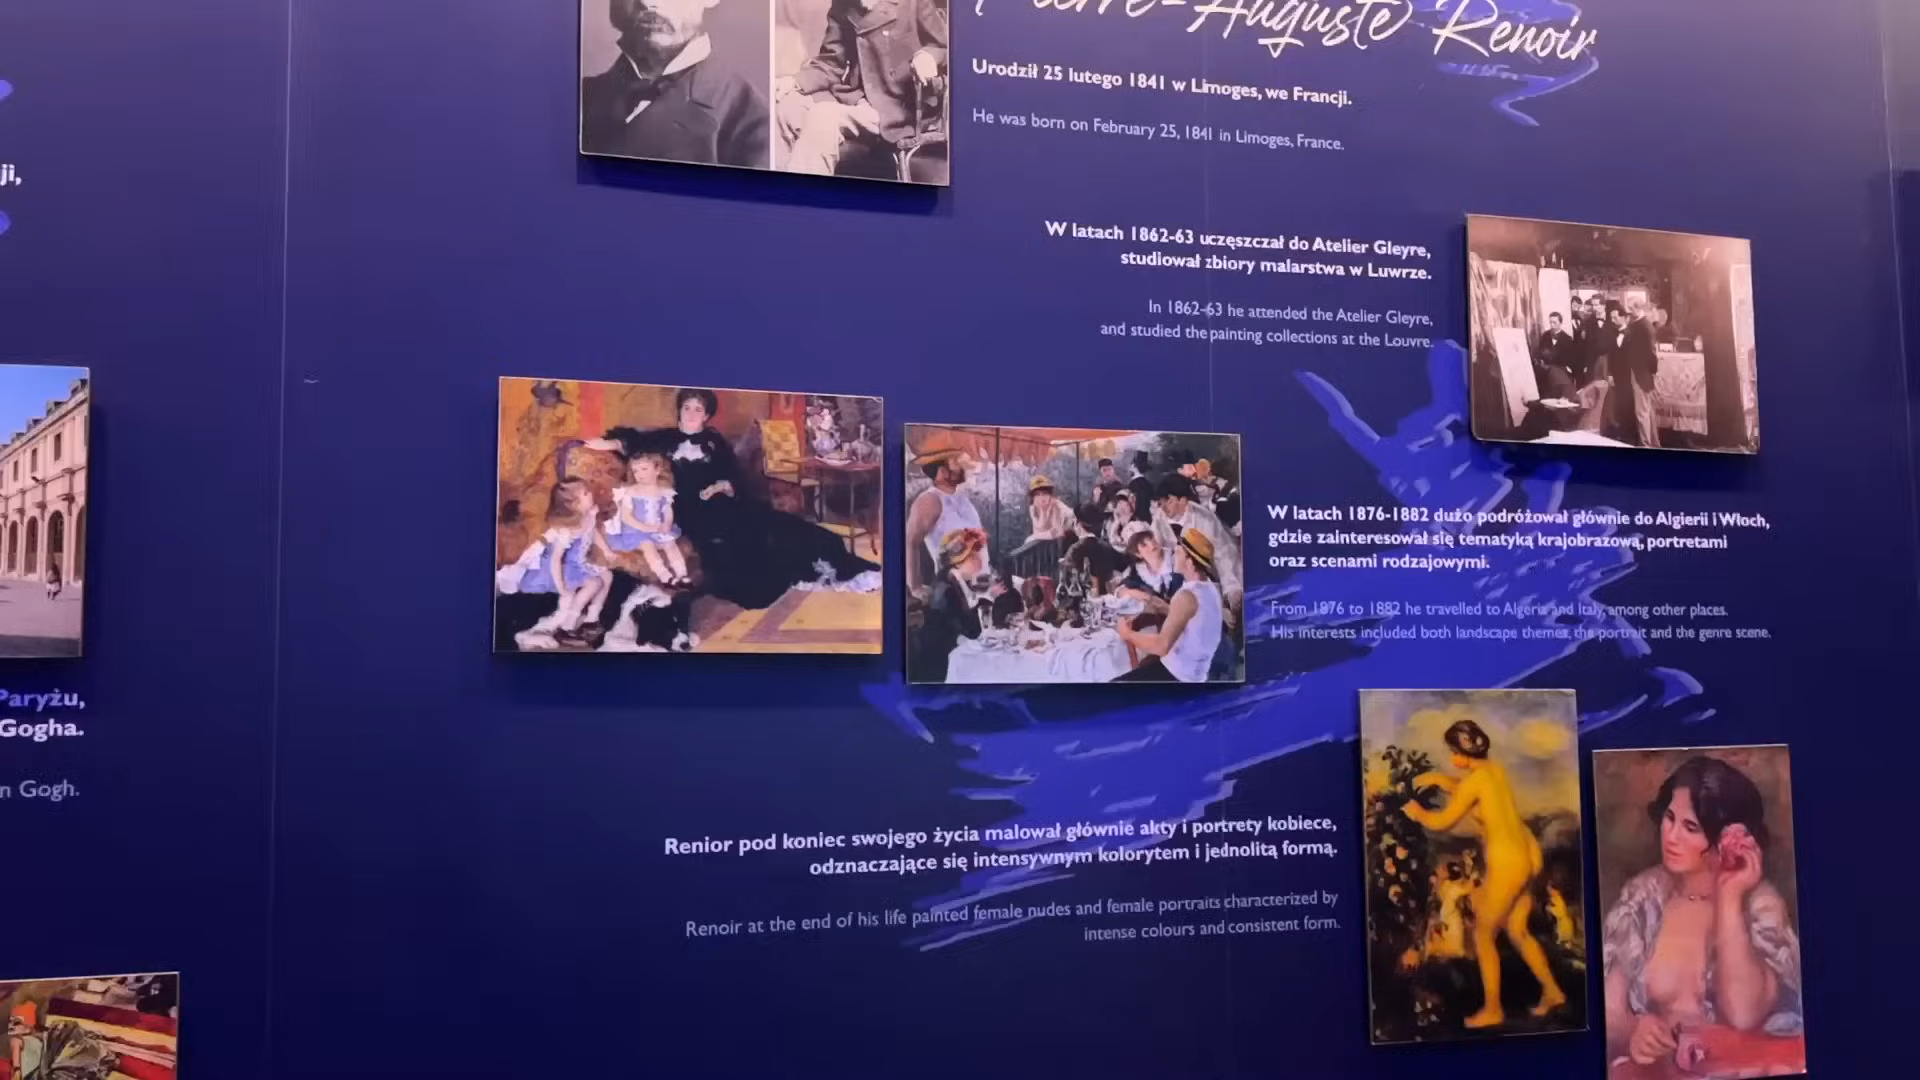 Pierre-Auguste Renoir
Urodził 25 lutego 1841 w Limoges, we Francji.
He was born on February 25, 1841 in Limoges, France.
W latach 1862-63 uczęszczał do Atelier Gleyre,
studiował zbiory malarstwa w Luwrze.
In 1862-63 he attended the Atelier Gleyre,
and studied the painting collections at the Louvre.
W latach 1876-1882 dużo podróżował głównie do Algierii i Włoch,
gdzie zainteresował się tematyką krajobrazową, portretami
oraz scenami rodzajowymi.
From 1876 to 1882 he travelled to Algeria and Italy, among other places.
His interests included both landscape themes, the portrait and the genre scene.
Renior pod koniec swojego życia malował głównie akty i portrety kobiece,
odznaczające się intensywnym kolorytem i jednolitą formą.
Renoir at the end of his life painted female nudes and female portraits characterized by
intense colours and consistent form.
ji,
Paryżu,
Gogha.
n Gogh.